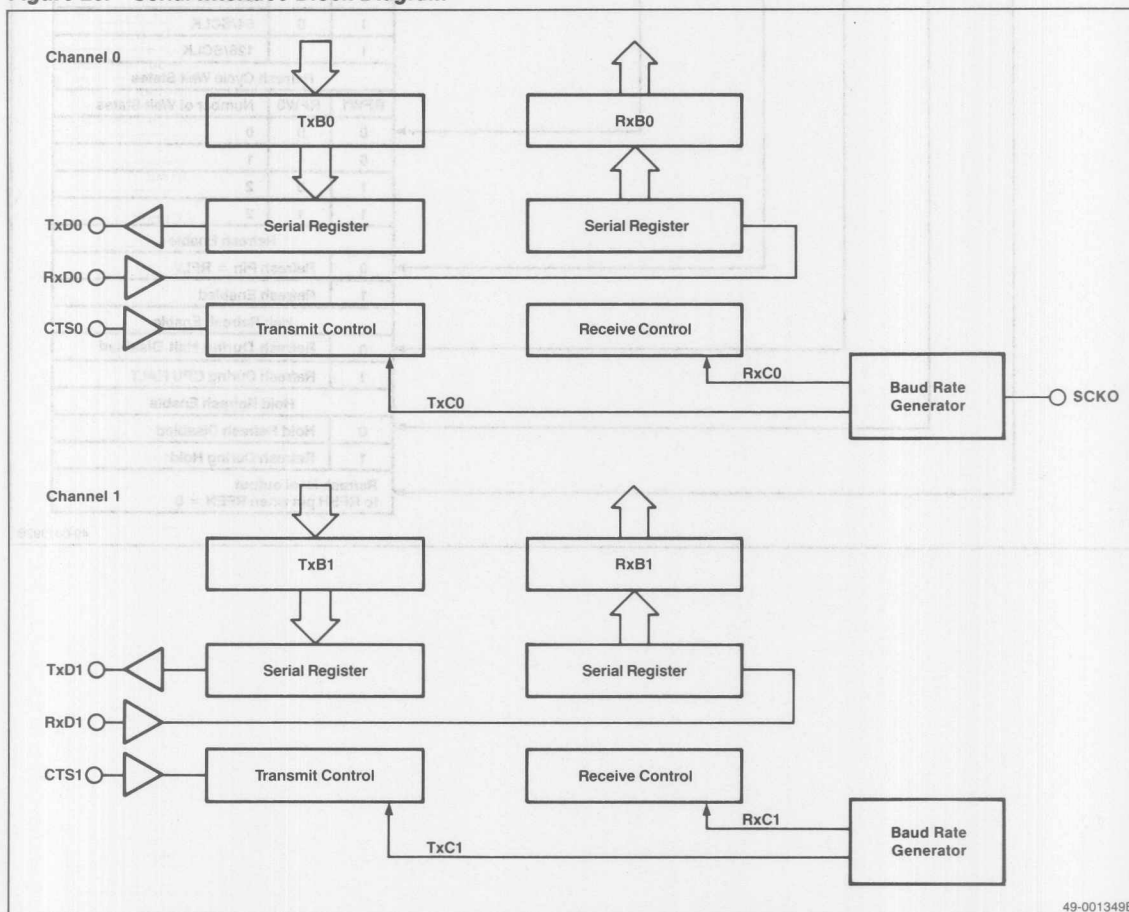 Channel 0
TxB0
RxB0
TxD0
Serial Register
Serial Register
RxD0
CTS0
Transmit Control
Receive Control
RxC0
TxC0
Baud Rate
Generator
SCKO
Channel 1
TxB1
RxB1
TxD1
Serial Register
Serial Register
RxD1
CTS1
Transmit Control
Receive Control
RxC1
TxC1
Baud Rate
Generator
49-001349B